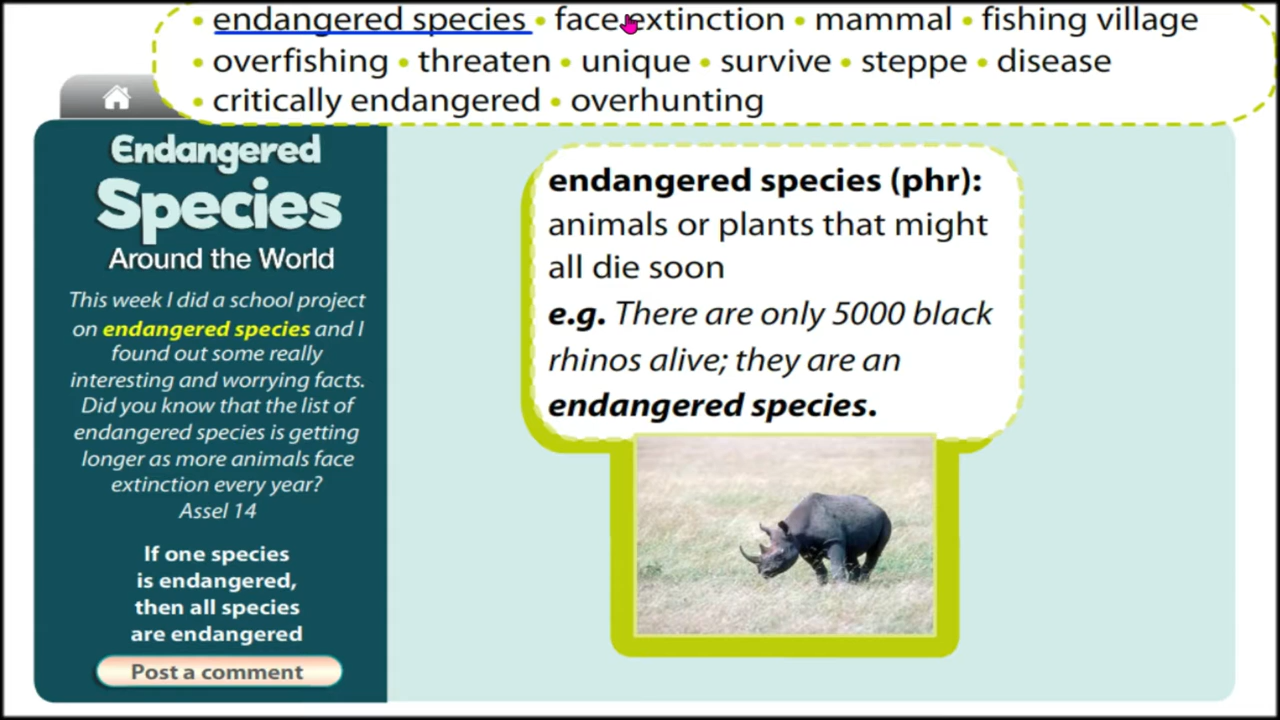 • endangered species • face extinction • mammal • fishing village
• overfishing • threaten • unique • survive • steppe • disease
• critically endangered • overhunting
Endangered
Species
Around the World
This week I did a school project
on endangered species and I
found out some really
interesting and worrying facts.
Did you know that the list of
endangered species is getting
longer as more animals face
extinction every year?
Assel 14
If one species
is endangered,
then all species
are endangered
Post a comment
endangered species (phr):
animals or plants that might
all die soon
e.g. There are only 5000 black
rhinos alive; they are an
endangered species.